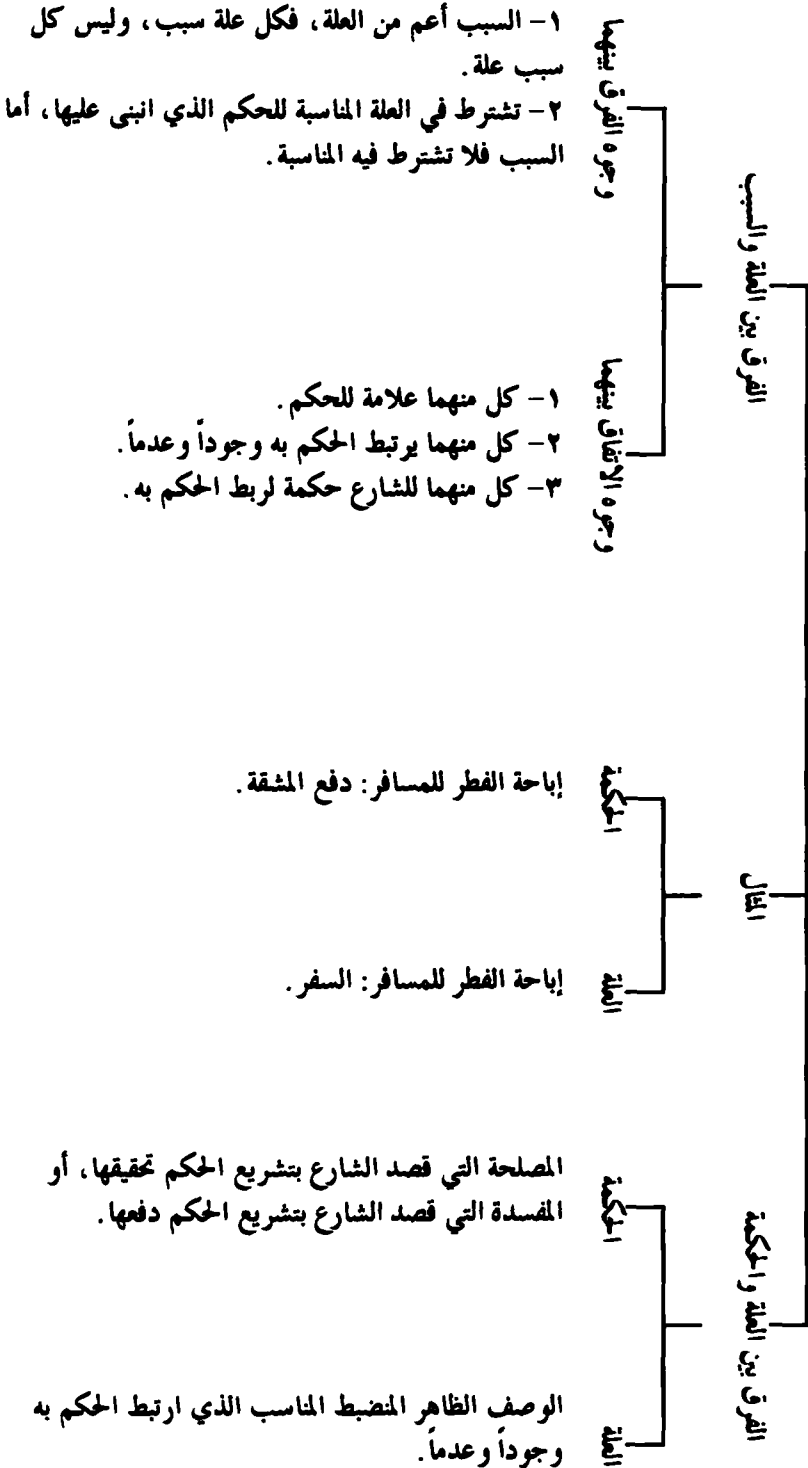 الفرق بين العلة والسبب
وجوه الفرق بينهما
١- السبب أعم من العلة، فكل علة سبب، وليس كل
سبب علة.
٢- تشترط في العلة المناسبة للحكم الذي انبنى عليها، أما
السبب فلا تشترط فيه المناسبة.
وجوه الاتفاق بينهما
١- كل منهما علامة للحكم.
٢- كل منهما يرتبط الحكم به وجوداً وعدماً.
٣- كل منهما للشارع حكمة لربط الحكم به.
المثال
الحكمة
إباحة الفطر للمسافر: دفع المشقة.
العلة
إباحة الفطر للمسافر: السفر.
الفرق بين العلة والحكمة
الحكمة
المصلحة التي قصد الشارع بتشريع الحكم تحقيقها، أو
المفسدة التي قصد الشارع بتشريع الحكم دفعها.
العلة
الوصف الظاهر المنضبط المناسب الذي ارتبط الحكم به
وجوداً وعدماً.